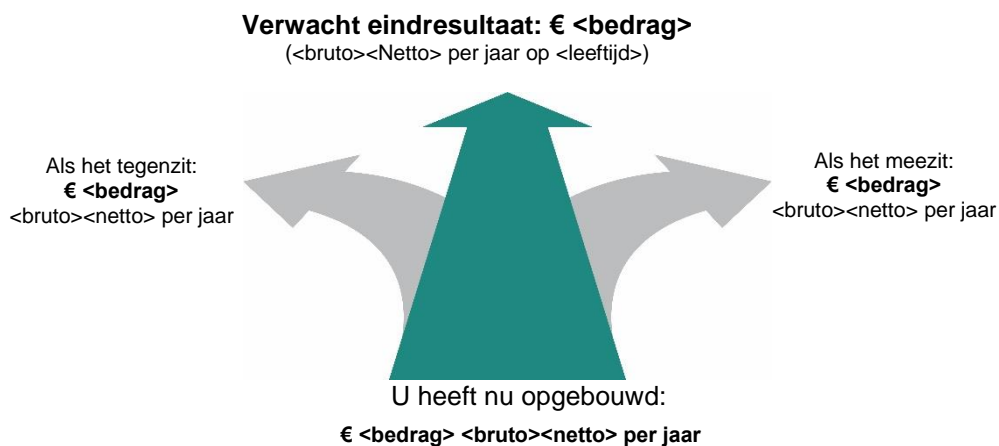 Verwacht eindresultaat: € <bedrag>
(<bruto><Netto> per jaar op <leeftijd>)
Als het tegenzit:
€ <bedrag>
<bruto><netto> per jaar
Als het meezit:
€ <bedrag>
<bruto><netto> per jaar
U heeft nu opgebouwd:
€ <bedrag> <bruto><netto> per jaar